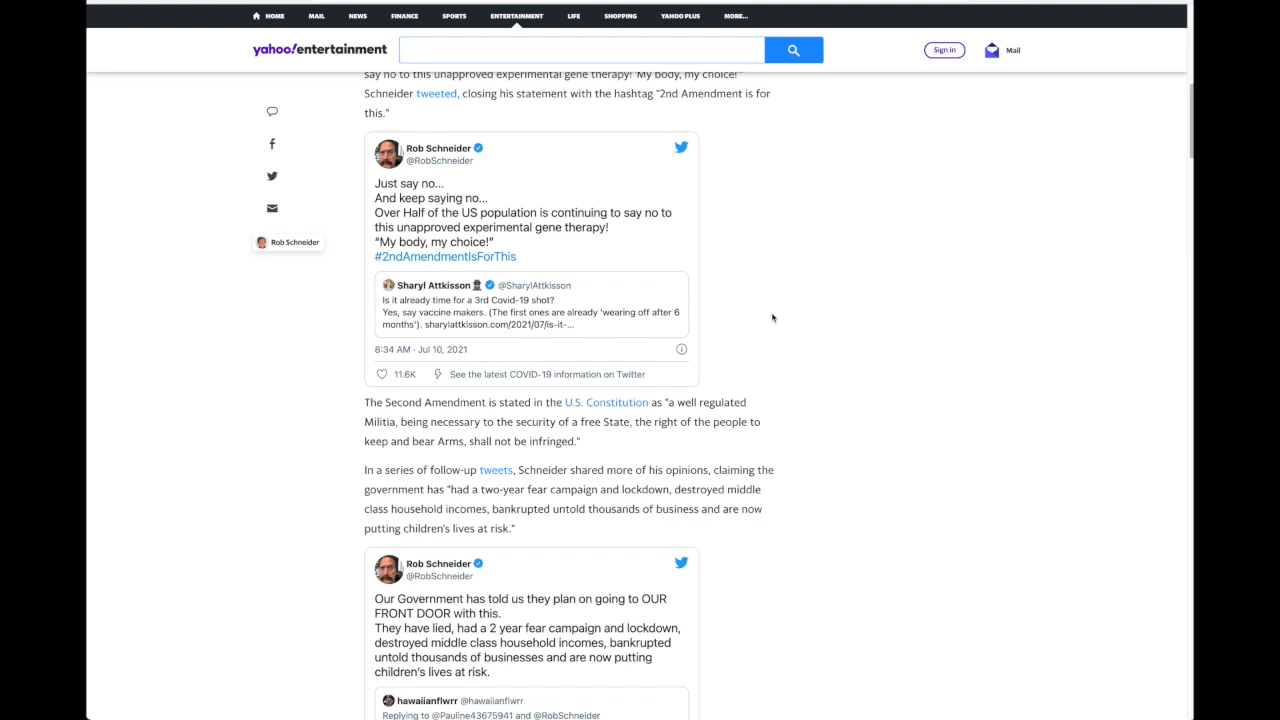 HOME MAIL NEWS FINANCE SPORTS ENTERTAINMENT LIFE SHOPPING YAHOO PLUS MORE...
yahoo!entertainment
Sign in
Mail
say no to this unapproved experimental gene therapy! 'My body, my choice!'"
Schneider tweeted, closing his statement with the hashtag "2nd Amendment is for
this."
Rob Schneider
Rob Schneider
@RobSchneider
Just say no...
And keep saying no...
Over Half of the US population is continuing to say no to
this unapproved experimental gene therapy!
“My body, my choice!”
#2ndAmendmentIsForThis
Sharyl Attkisson @SharylAttkisson
Is it already time for a 3rd Covid-19 shot?
Yes, say vaccine makers. (The first ones are already 'wearing off after 6
months'). sharylattkisson.com/2021/07/is-it-...
8:34 AM · Jul 10, 2021
11.6K See the latest COVID-19 information on Twitter
The Second Amendment is stated in the U.S. Constitution as "a well regulated
Militia, being necessary to the security of a free State, the right of the people to
keep and bear Arms, shall not be infringed."
In a series of follow-up tweets, Schneider shared more of his opinions, claiming the
government has "had a two-year fear campaign and lockdown, destroyed middle
class household incomes, bankrupted untold thousands of business and are now
putting children's lives at risk."
Rob Schneider
@RobSchneider
Our Government has told us they plan on going to OUR
FRONT DOOR with this.
They have lied, had a 2 year fear campaign and lockdown,
destroyed middle class household incomes, bankrupted
untold thousands of businesses and are now putting
children's lives at risk.
hawaiianflwrr @hawaiianflwrr
Replying to @Pauline43675941 and @RobSchneider